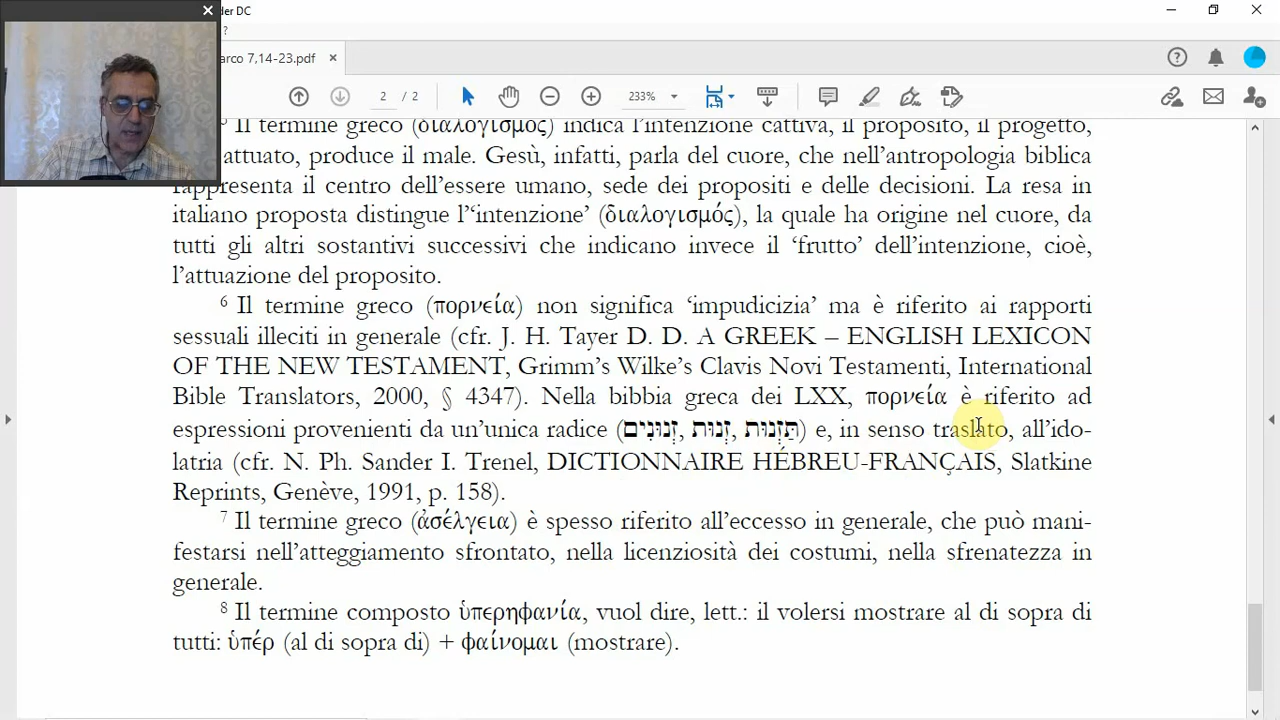 der DC
?
arco 7,14-23.pdf
2 / 2
233%
Il termine greco (διαλογισμός) indica l'intenzione cattiva, il proposito, il progetto,
attuato, produce il male. Gesù, infatti, parla del cuore, che nell'antropologia biblica
rappresenta il centro dell'essere umano, sede dei propositi e delle decisioni. La resa in
italiano proposta distingue l'‘intenzione’ (διαλογισμός), la quale ha origine nel cuore, da
tutti gli altri sostantivi successivi che indicano invece il ‘frutto’ dell'intenzione, cioè,
l'attuazione del proposito.
6 Il termine greco (πορνεία) non significa ‘impudicizia’ ma è riferito ai rapporti
sessuali illeciti in generale (cfr. J. H. Tayer D. D. A GREEK – ENGLISH LEXICON
OF THE NEW TESTAMENT, Grimm's Wilke's Clavis Novi Testamenti, International
Bible Translators, 2000, § 4347). Nella bibbia greca dei LXX, πορνεία è riferito ad
espressioni provenienti da un'unica radice (תַּזְנוּת, זְנוּת, זְנוּנִים) e, in senso traslato, all'ido-
latria (cfr. N. Ph. Sander I. Trenel, DICTIONNAIRE HÉBREU-FRANÇAIS, Slatkine
Reprints, Genève, 1991, p. 158).
7 Il termine greco (ἀσέλγεια) è spesso riferito all'eccesso in generale, che può mani-
festarsi nell'atteggiamento sfrontato, nella licenziosità dei costumi, nella sfrenatezza in
generale.
8 Il termine composto ὑπερηφανία, vuol dire, lett.: il volersi mostrare al di sopra di
tutti: ὑπέρ (al di sopra di) + φαίνομαι (mostrare).